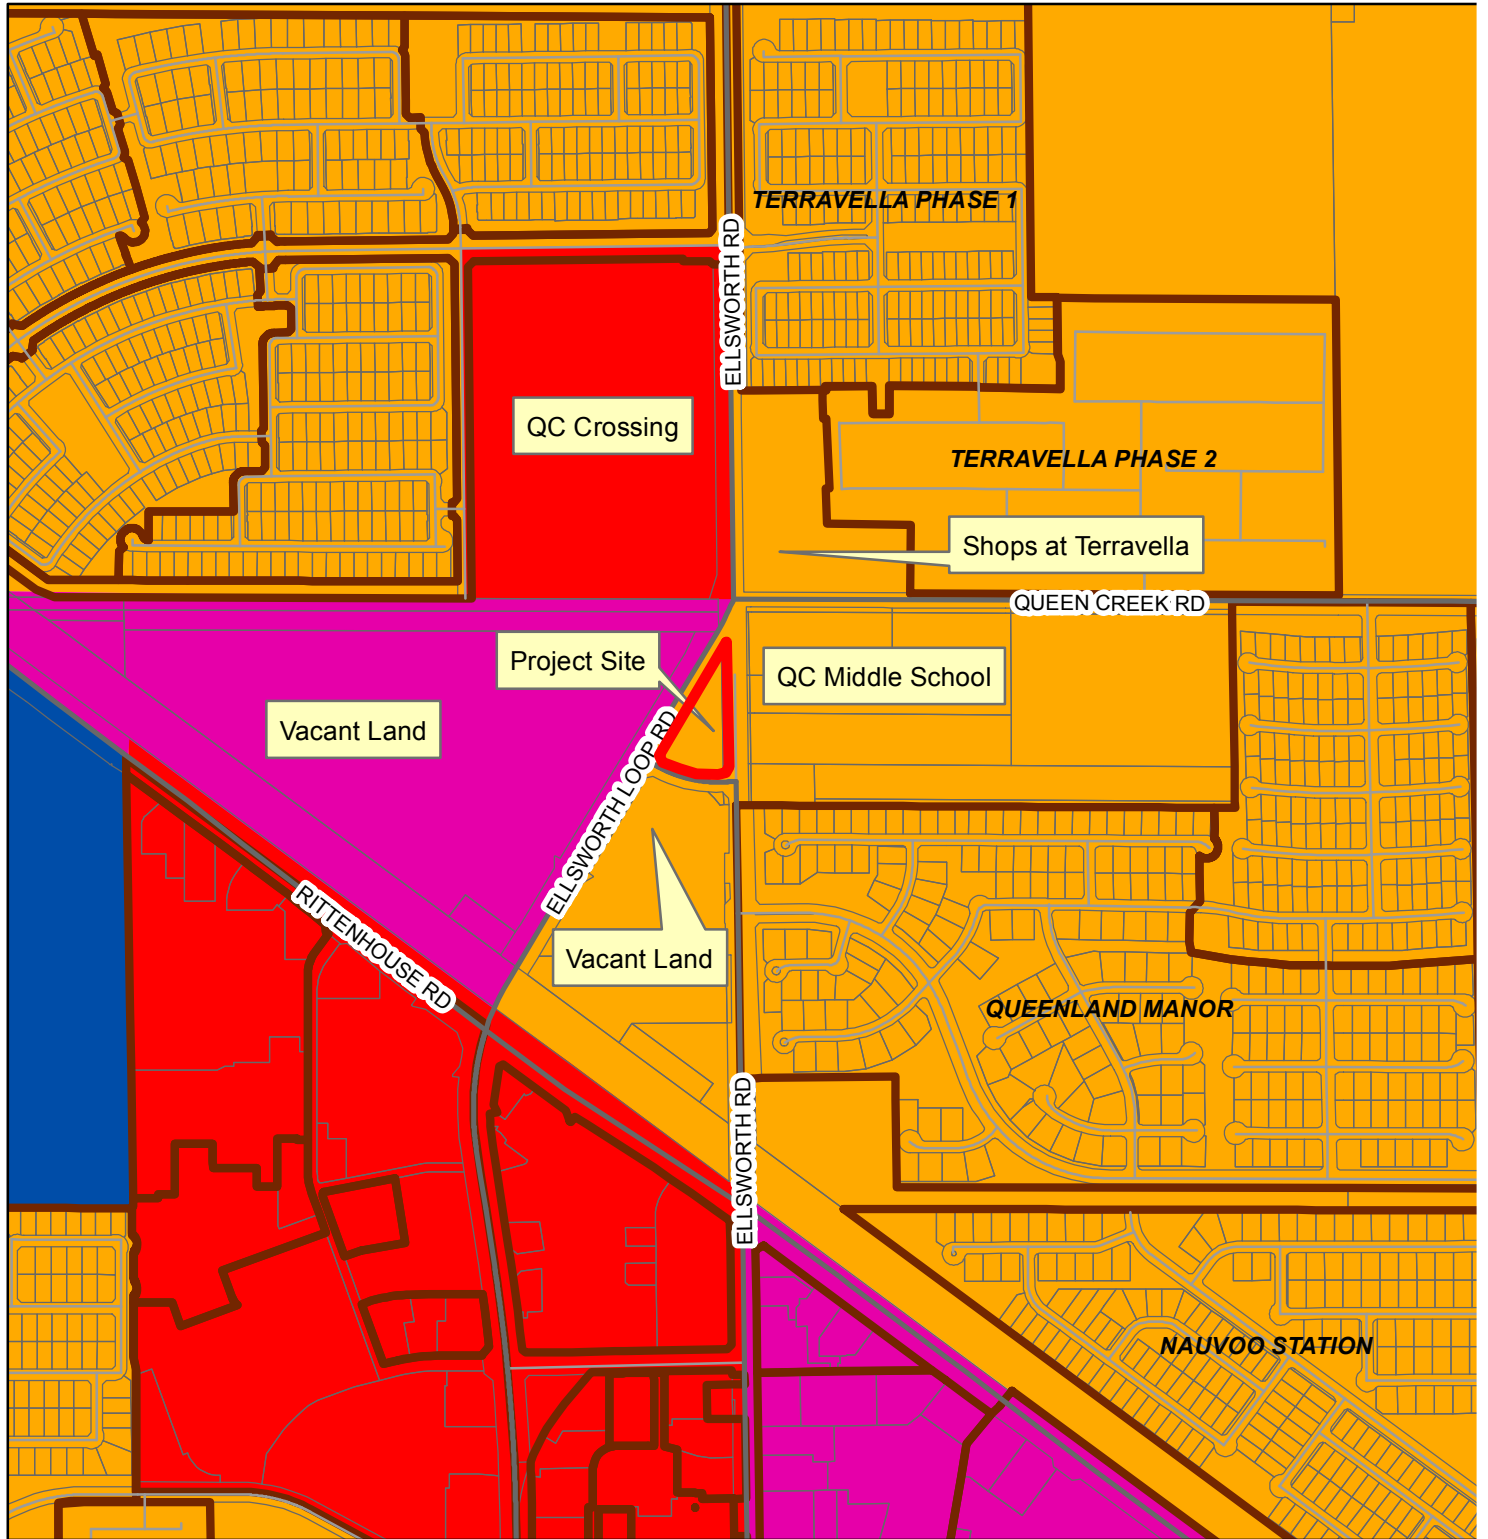 TERRAVELLA PHASE 1
ELLSWORTH RD
QC Crossing
TERRAVELLA PHASE 2
Shops at Terravella
QUEEN CREEK RD
Project Site
QC Middle School
Vacant Land
ELLSWORTH LOOP RD
RITTENHOUSE RD
Vacant Land
QUEENLAND MANOR
ELLSWORTH RD
NAUVOO STATION